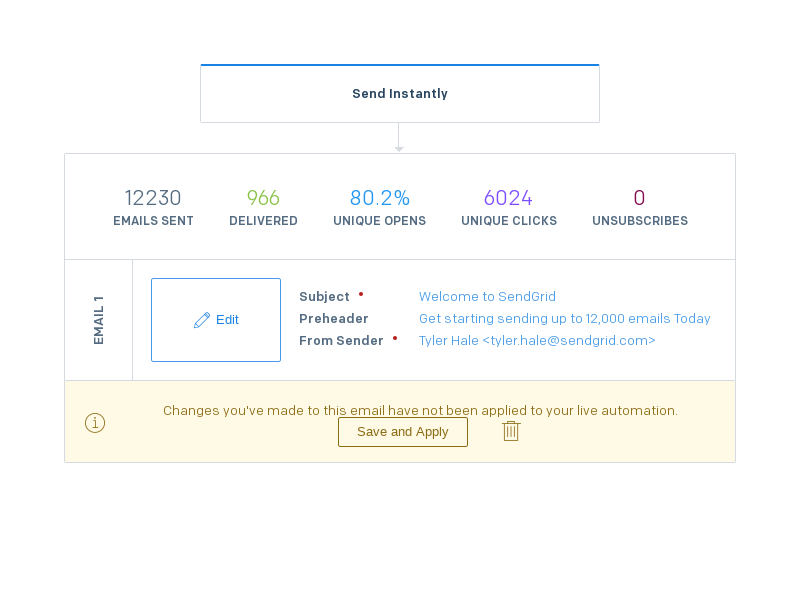 Send Instantly
12230 966 80.2% 6024 0
EMAILS SENT DELIVERED UNIQUE OPENS UNIQUE CLICKS UNSUBSCRIBES
EMAIL 1
Edit
Subject • Welcome to SendGrid
Preheader Get starting sending up to 12,000 emails Today
From Sender • Tyler Hale <tyler.hale@sendgrid.com>
Changes you've made to this email have not been applied to your live automation.
Save and Apply